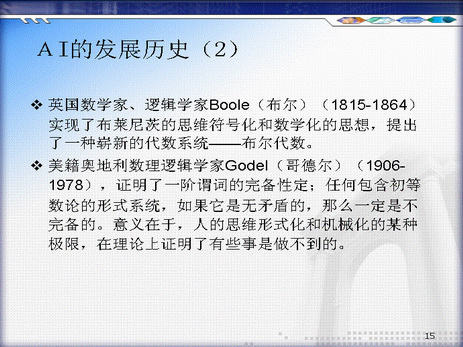 ＡI的发展历史（2）
❖ 英国数学家、逻辑学家Boole（布尔）（1815-1864）
实现了布莱尼茨的思维符号化和数学化的思想，提出
了一种崭新的代数系统——布尔代数。
❖ 美籍奥地利数理逻辑学家Godel（哥德尔）（1906-
1978），证明了一阶谓词的完备性定；任何包含初等
数论的形式系统，如果它是无矛盾的，那么一定是不
完备的。意义在于，人的思维形式化和机械化的某种
极限，在理论上证明了有些事是做不到的。
15